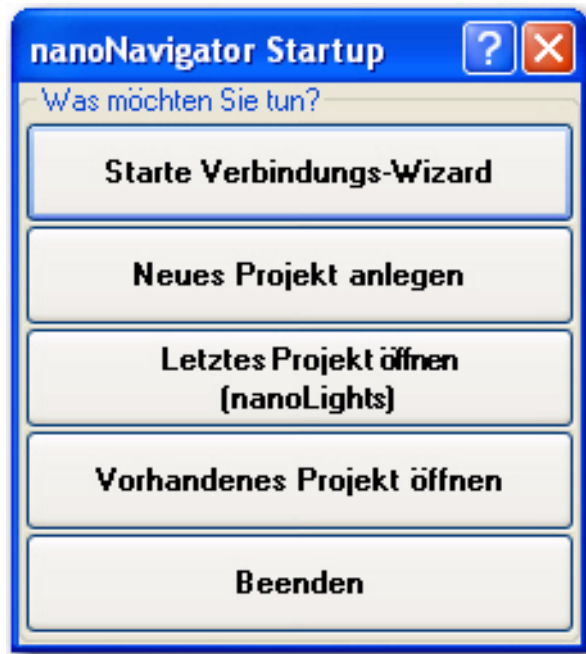 nanoNavigator Startup
Was möchten Sie tun?
Starte Verbindungs-Wizard
Neues Projekt anlegen
Letztes Projekt öffnen
(nanoLights)
Vorhandenes Projekt öffnen
Beenden